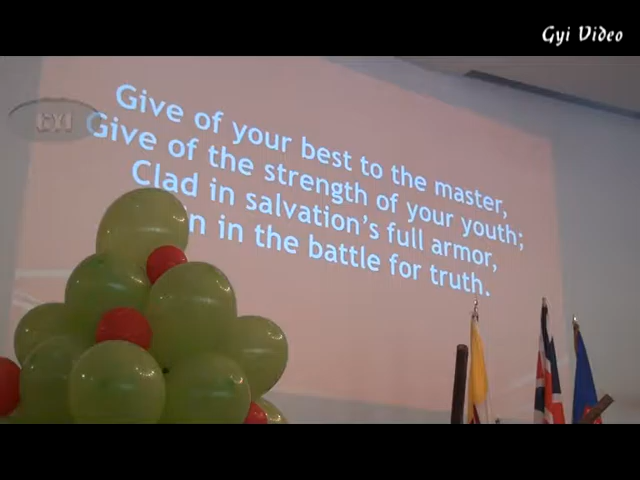 Gyi Video
GYI
Give of your best to the master,
Give of the strength of your youth;
Clad in salvation's full armor,
in the battle for truth.